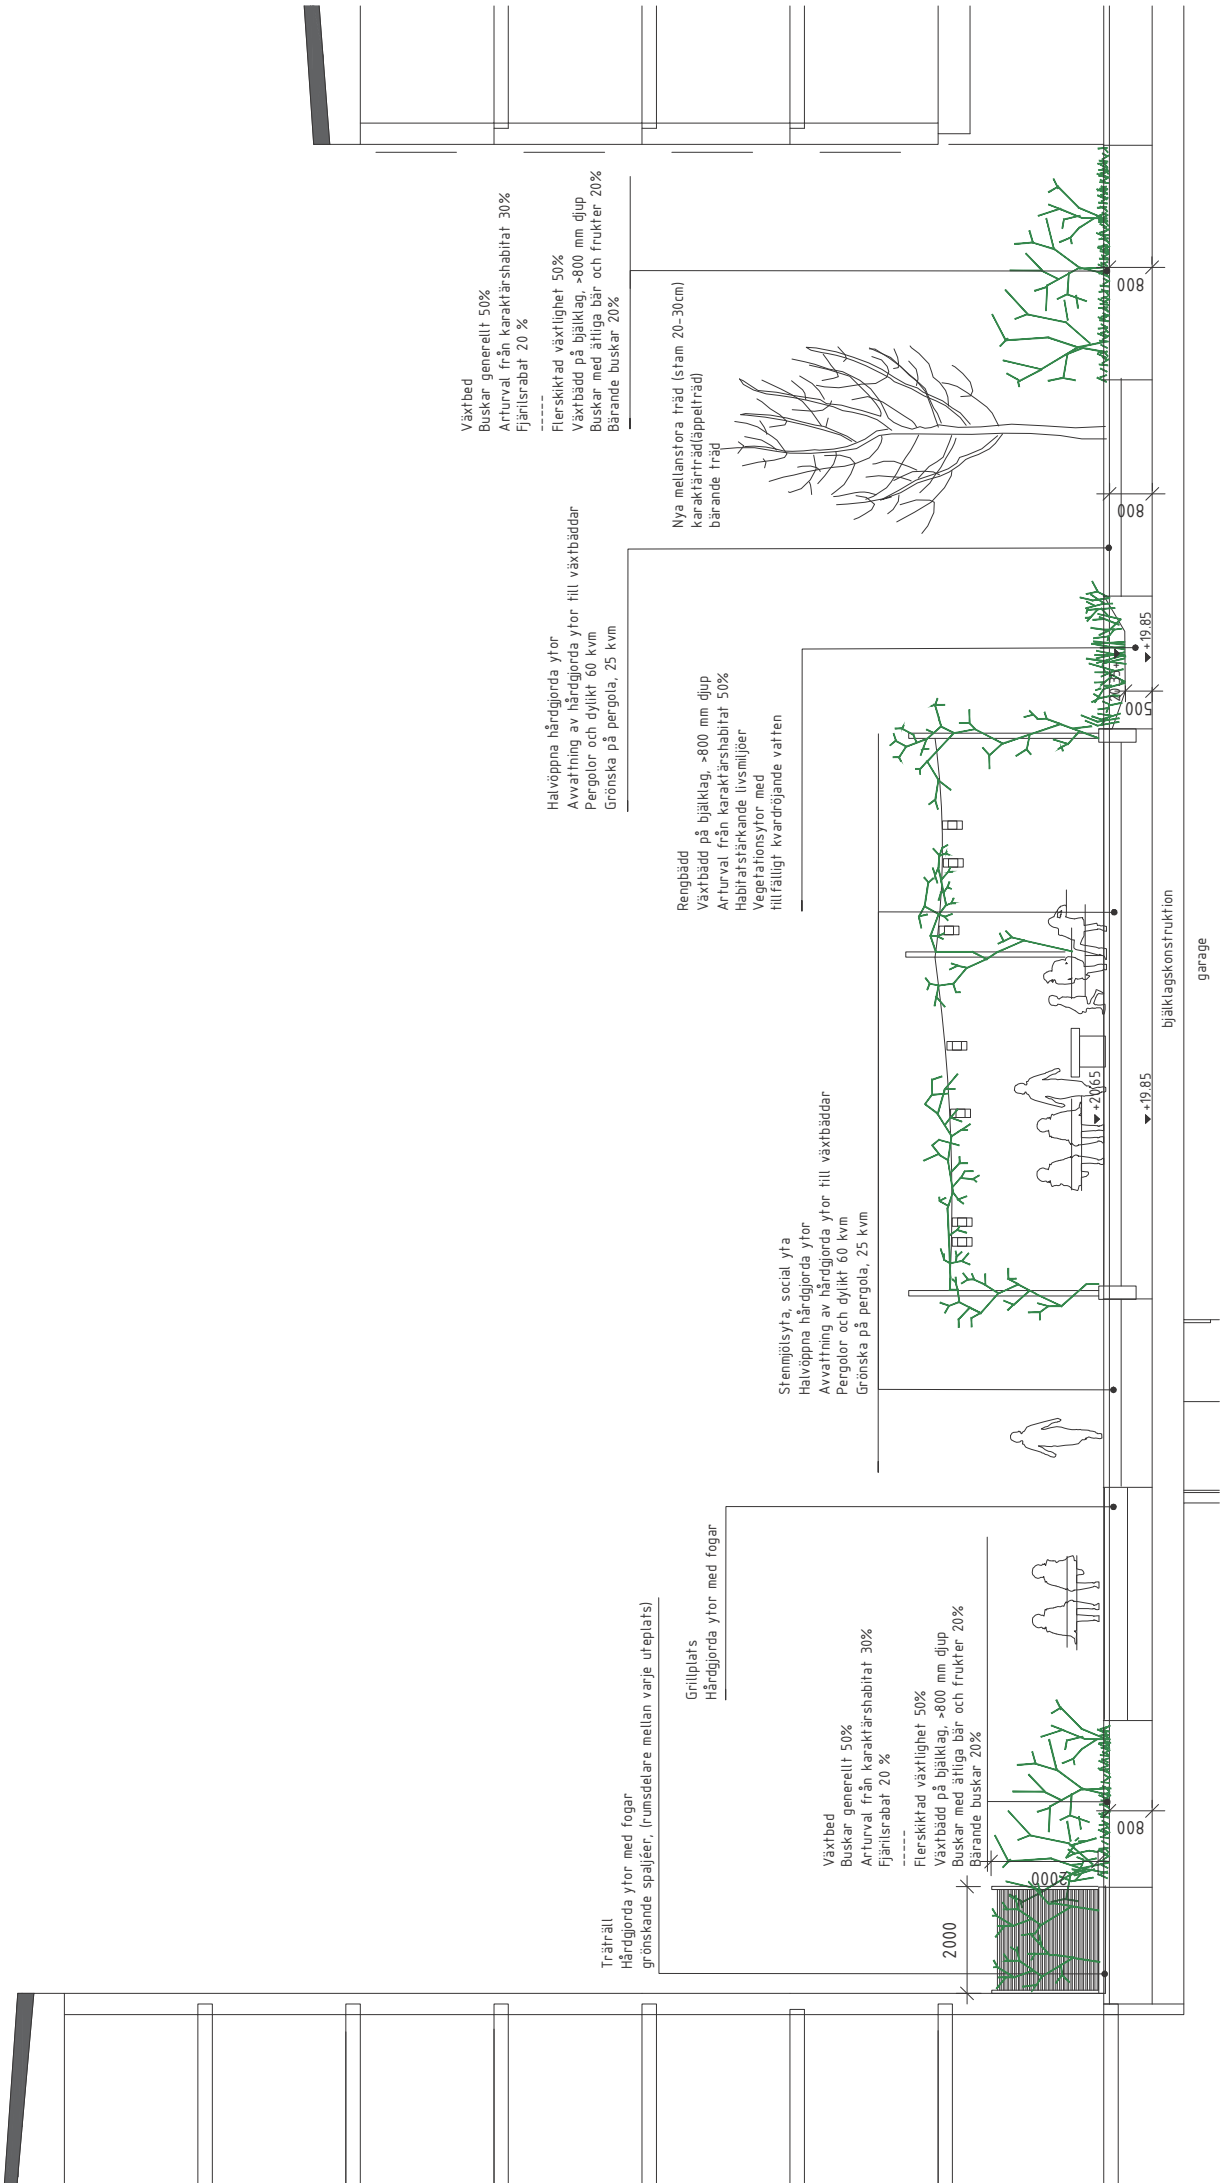 Träträll
Hårdgjorda ytor med fogar
grönskande spaljéer, (rumsdelare mellan varje uteplats)
Grillplats
Hårdgjorda ytor med fogar
Växtbed
Buskar generellt 50%
Arturval från karaktärshabitat 30%
Fjärilsrabat 20 %
-----
Flerskiktad växtlighet 50%
Växtbädd på bjälklag, >800 mm djup
Buskar med ätliga bär och frukter 20%
Bärande buskar 20%
2000
2000
800
Stenmjölsyta, social yta
Halvöppna hårdgjorda ytor
Avvattning av hårdgjorda ytor till växtbäddar
Pergolor och dylikt 60 kvm
Grönska på pergola, 25 kvm
+20,65
+19,85
bjälklagskonstruktion
garage
Rengbädd
Växtbädd på bjälklag, >800 mm djup
Arturval från karaktärshabitat 50%
Habitatstärkande livsmiljöer
Vegetationsytor med
tillfälligt kvardröjande vatten
500
+19,85
Halvöppna hårdgjorda ytor
Avvattning av hårdgjorda ytor till växtbäddar
Pergolor och dylikt 60 kvm
Grönska på pergola, 25 kvm
Nya mellanstora träd (stam 20-30cm)
karaktärträd(äppelträd)
bärande träd
800
Växtbed
Buskar generellt 50%
Arturval från karaktärshabitat 30%
Fjärilsrabat 20 %
-----
Flerskiktad växtlighet 50%
Växtbädd på bjälklag, >800 mm djup
Buskar med ätliga bär och frukter 20%
Bärande buskar 20%
800